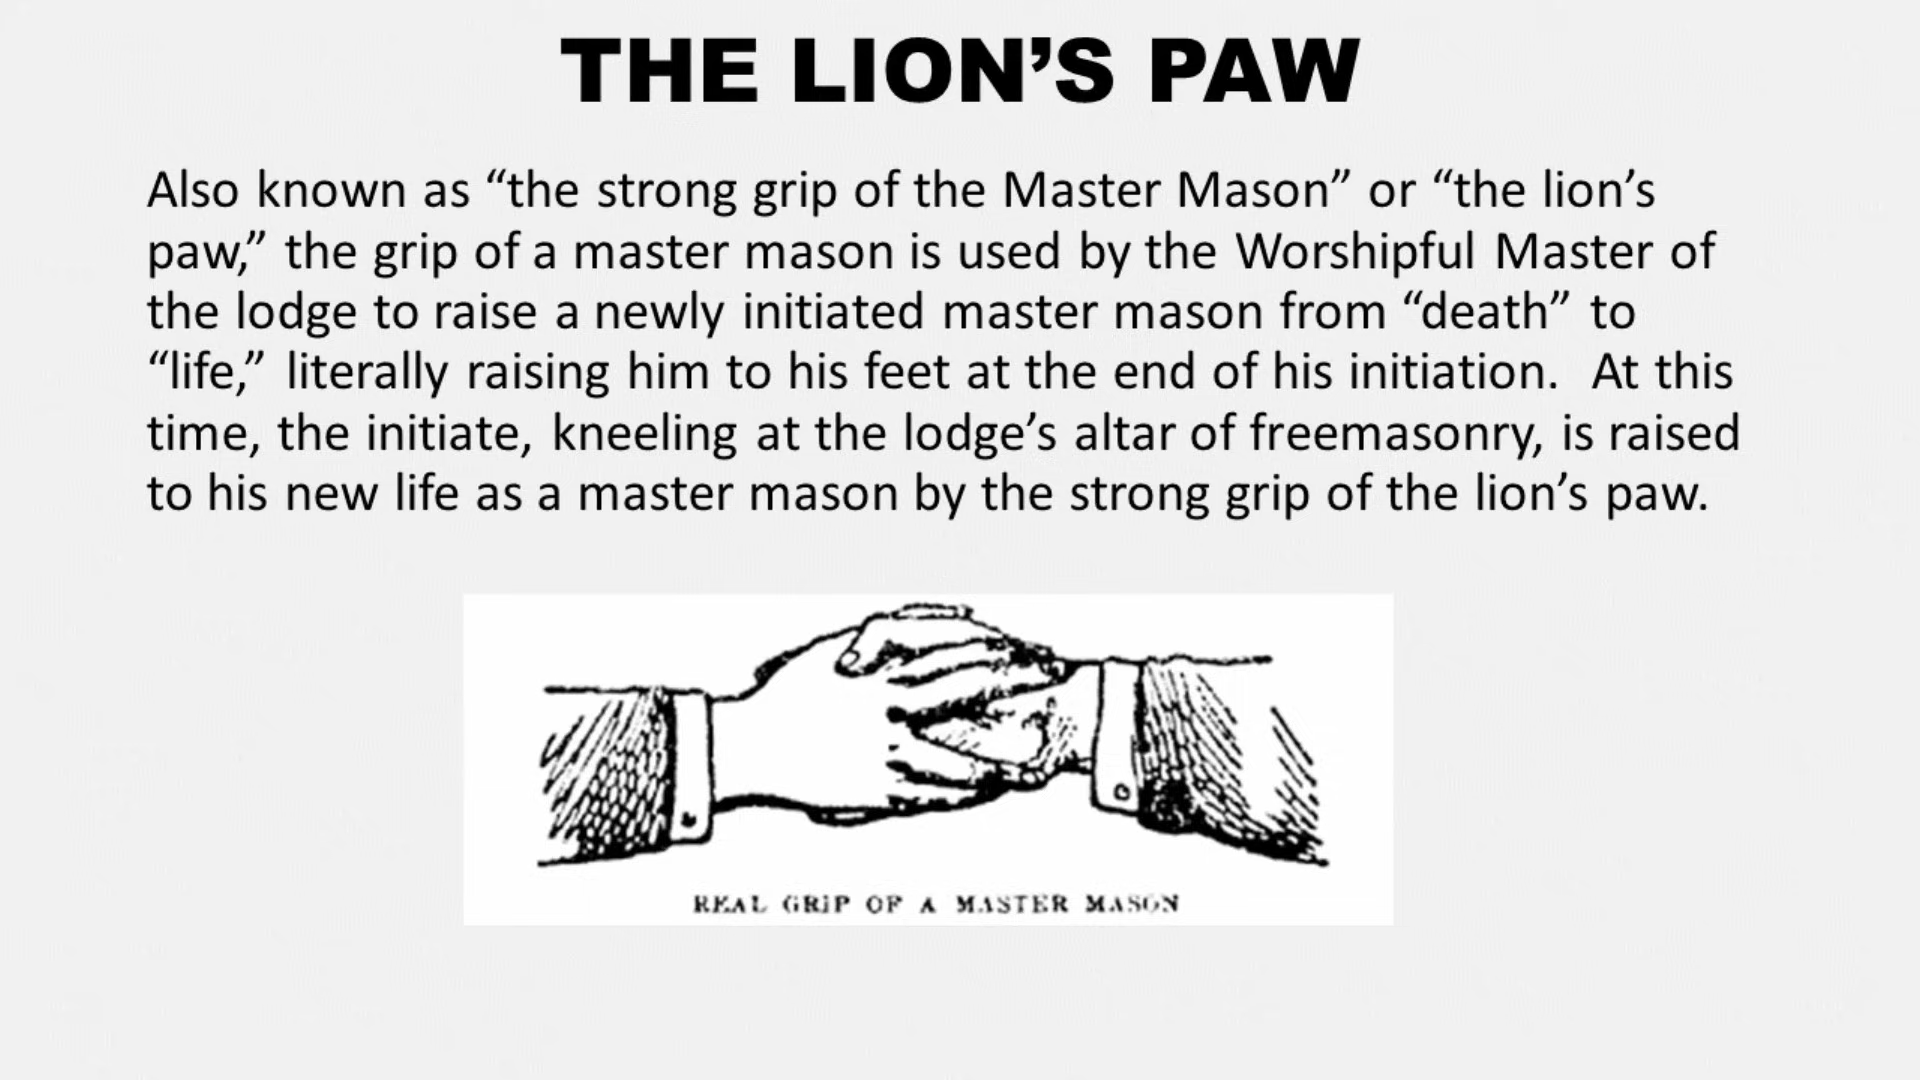 THE LION’S PAW
Also known as “the strong grip of the Master Mason” or “the lion’s
paw,” the grip of a master mason is used by the Worshipful Master of
the lodge to raise a newly initiated master mason from “death” to
“life,” literally raising him to his feet at the end of his initiation.  At this
time, the initiate, kneeling at the lodge’s altar of freemasonry, is raised
to his new life as a master mason by the strong grip of the lion’s paw.
REAL GRIP OF A MASTER MASON